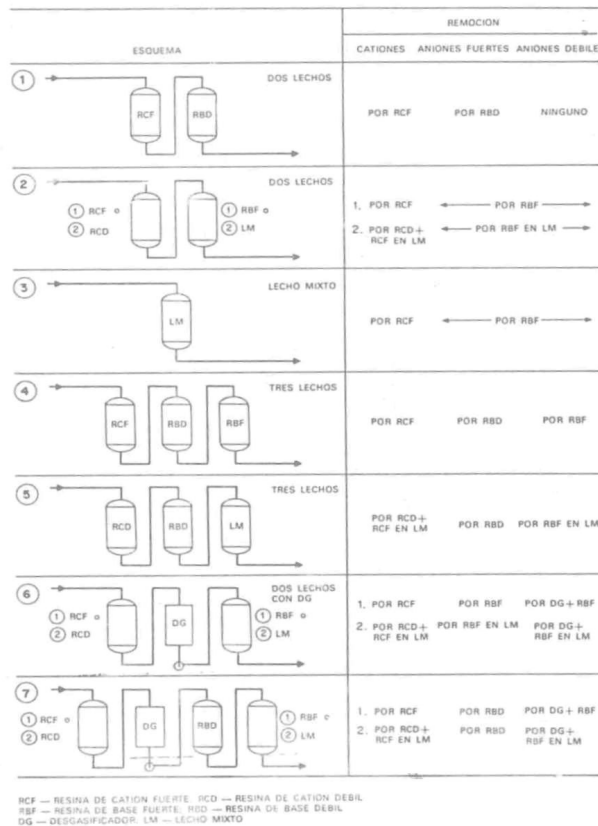 REMOCION
ESQUEMA CATIONES ANIONES FUERTES ANIONES DEBILE
1 DOS LECHOS
RCF RBD POR RCF POR RBD NINGUNO
2 DOS LECHOS
1 RCF o 1 RBF o 1. POR RCF POR RBF
2 RCD 2 LM 2. POR RCD+ POR RBF EN LM
RCF EN LM
3 LECHO MIXTO
LM POR RCF POR RBF
4 TRES LECHOS
RCF RBD RBF POR RCF POR RBD POR RBF
5 TRES LECHOS
RCD RBD LM POR RCD+ POR RBD POR RBF EN LM
RCF EN LM
6 DOS LECHOS
CON DG
1 RCF o DG 1 RBF o 1. POR RCF POR RBF POR DG+RBF
2 RCD 2 LM 2. POR RCD+ POR RBF EN LM POR DG+
RCF EN LM RBF EN LM
7
1 RCF o DG RBD 1 RBF o 1. POR RCF POR RBD POR DG+RBF
2 RCD 2 LM 2. POR RCD+ POR RBD POR DG+
RCF EN LM RBF EN LM
RCF — RESINA DE CATION FUERTE. RCD — RESINA DE CATION DEBIL
RBF — RESINA DE BASE FUERTE. RBD — RESINA DE BASE DEBIL
DG — DESGASIFICADOR. LM — LECHO MIXTO